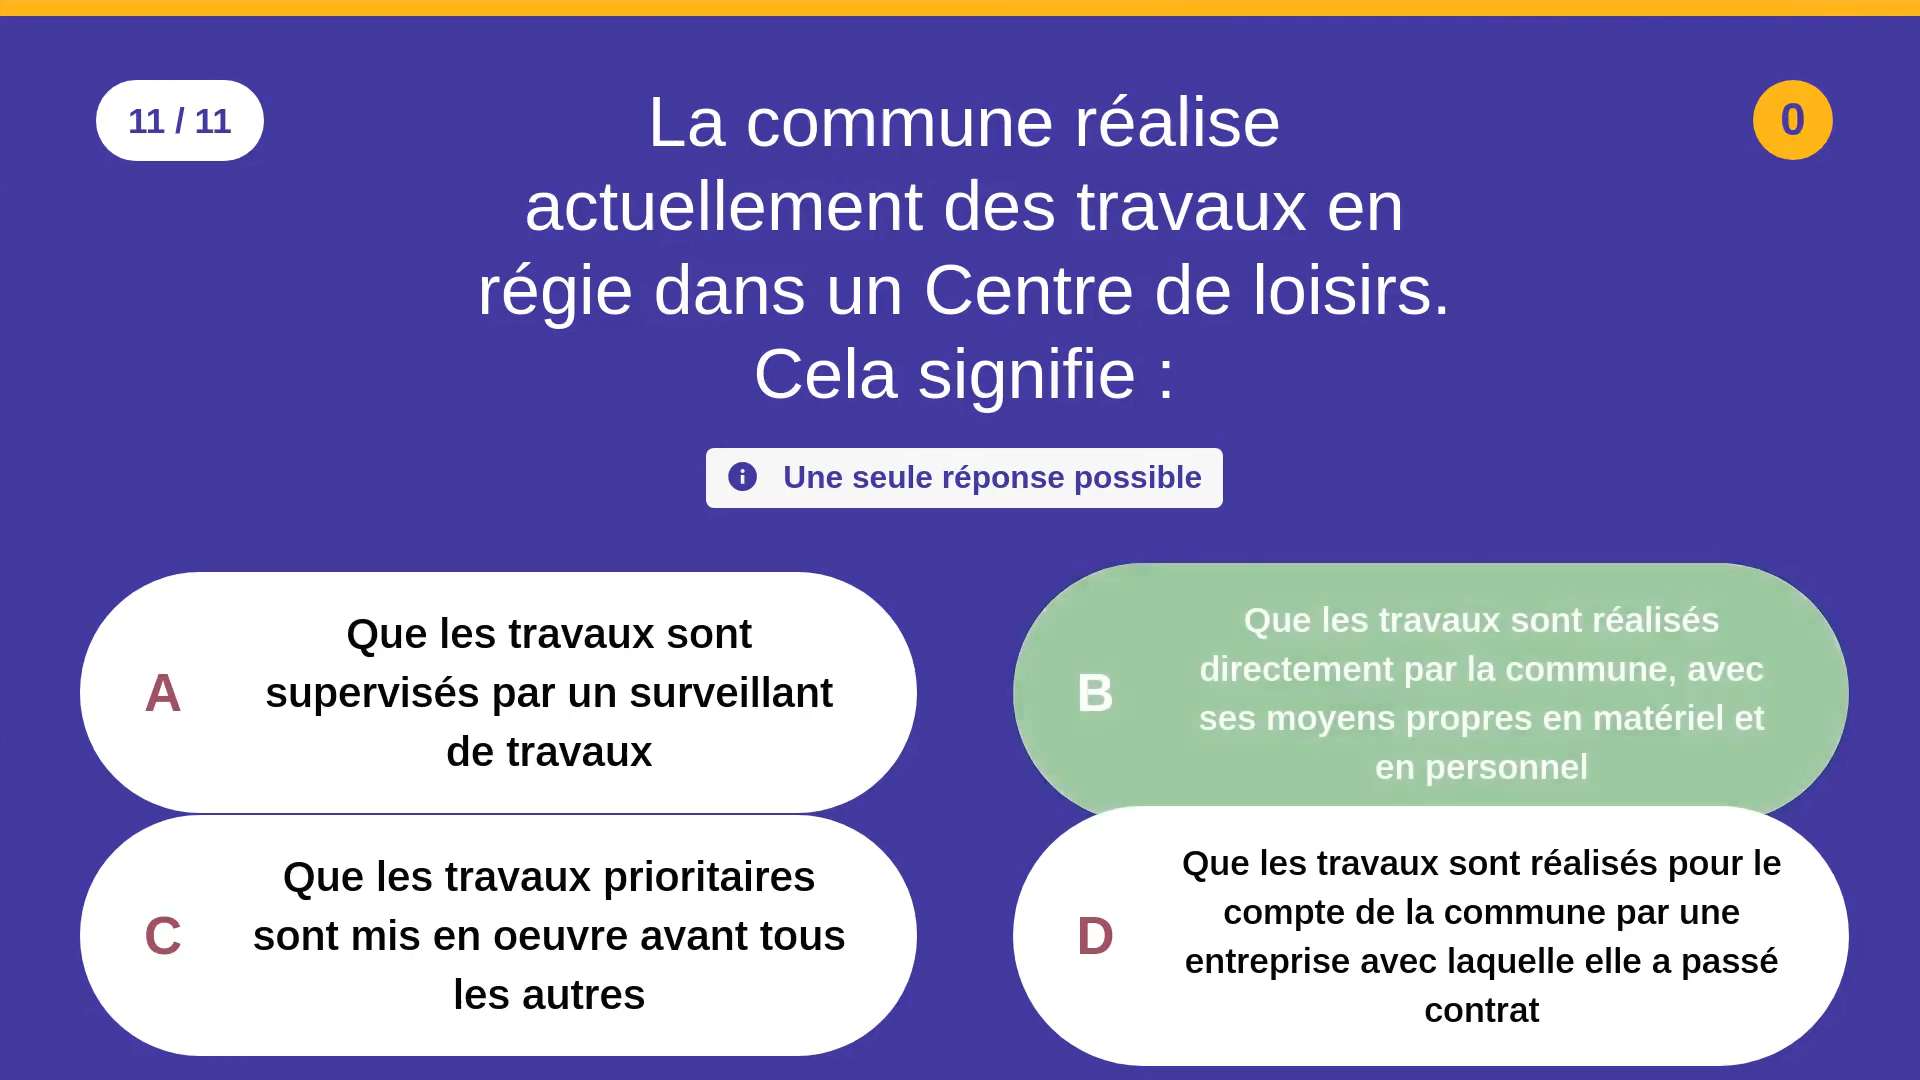 11 / 11
La commune réalise
actuellement des travaux en
régie dans un Centre de loisirs.
Cela signifie :
0
Une seule réponse possible
A
Que les travaux sont
supervisés par un surveillant
de travaux
B
Que les travaux sont réalisés
directement par la commune, avec
ses moyens propres en matériel et
en personnel
C
Que les travaux prioritaires
sont mis en oeuvre avant tous
les autres
D
Que les travaux sont réalisés pour le
compte de la commune par une
entreprise avec laquelle elle a passé
contrat